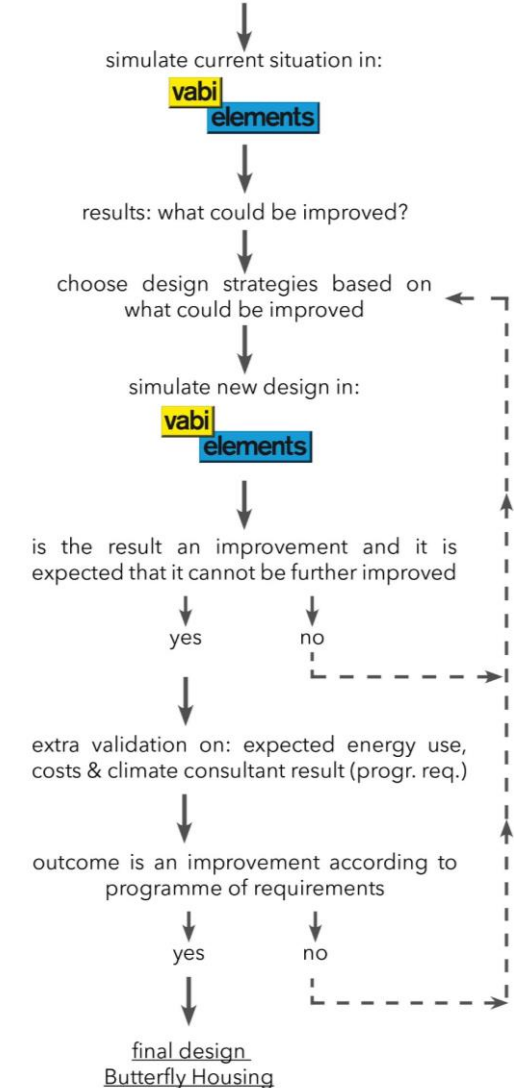 simulate current situation in:
vabi
elements
results: what could be improved?
choose design strategies based on
what could be improved
simulate new design in:
vabi
elements
is the result an improvement and it is
expected that it cannot be further improved
yes no
extra validation on: expected energy use,
costs & climate consultant result (progr. req.)
outcome is an improvement according to
programme of requirements
yes no
final design
Butterfly Housing